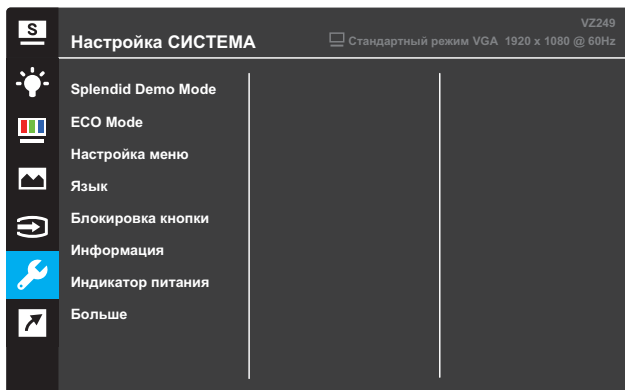 S
VZ249
Настройка СИСТЕМА
Стандартный режим VGA 1920 x 1080 @ 60Hz
Splendid Demo Mode
ECO Mode
Настройка меню
Язык
Блокировка кнопки
Информация
Индикатор питания
Больше